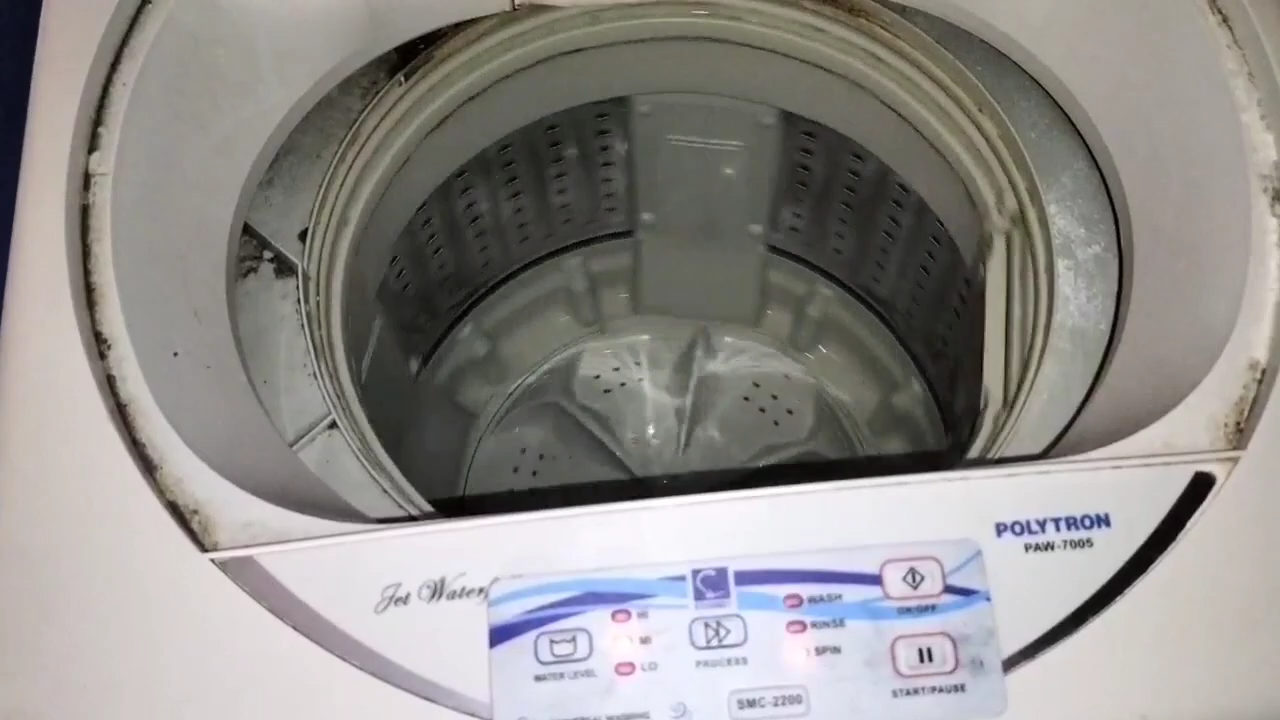 POLYTRON
PAW-7005
Jet
HI
MI
LO
WATER LEVEL
PROCESS
WASH
RINSE
SPIN
ON/OFF
START/PAUSE
SMC-2200